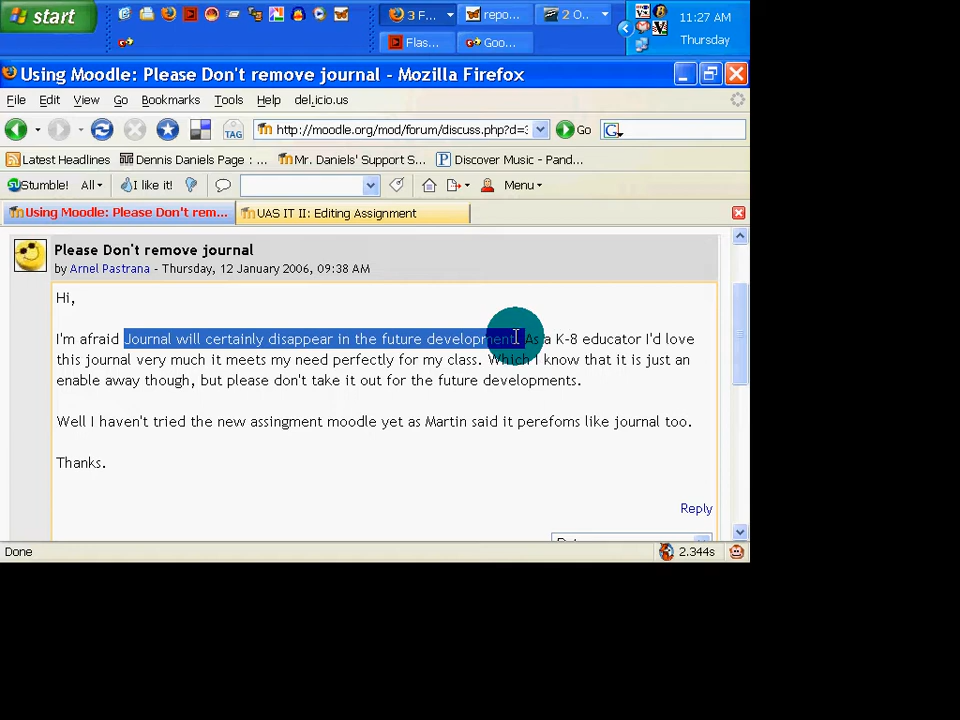 start
3 F...
repo...
2 O...
11:27 AM
Flas...
Goo...
Thursday
Using Moodle: Please Don't remove journal - Mozilla Firefox
File Edit View Go Bookmarks Tools Help del.icio.us
TAG
http://moodle.org/mod/forum/discuss.php?d=
Go
G
Latest Headlines Dennis Daniels Page : ... Mr. Daniels' Support S... Discover Music - Pand...
Stumble! All I like it! Menu
Using Moodle: Please Don't rem... UAS IT II: Editing Assignment
Please Don't remove journal
by Arnel Pastrana - Thursday, 12 January 2006, 09:38 AM
Hi,
I'm afraid Journal will certainly disappear in the future development. As a K-8 educator I'd love
this journal very much it meets my need perfectly for my class. Which I know that it is just an
enable away though, but please don't take it out for the future developments.
Well I haven't tried the new assingment moodle yet as Martin said it perefoms like journal too.
Thanks.
Reply
Done
2.344s